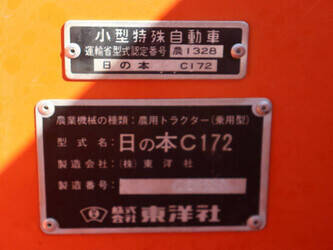 小型特殊自動車
運輸省型式認定番号 農1328
日の本 C172
農業機械の種類：農用トラクター（乗用型）
型式名：日の本C172
製造会社：（株）東洋社
製造番号：
株式会社 東洋社